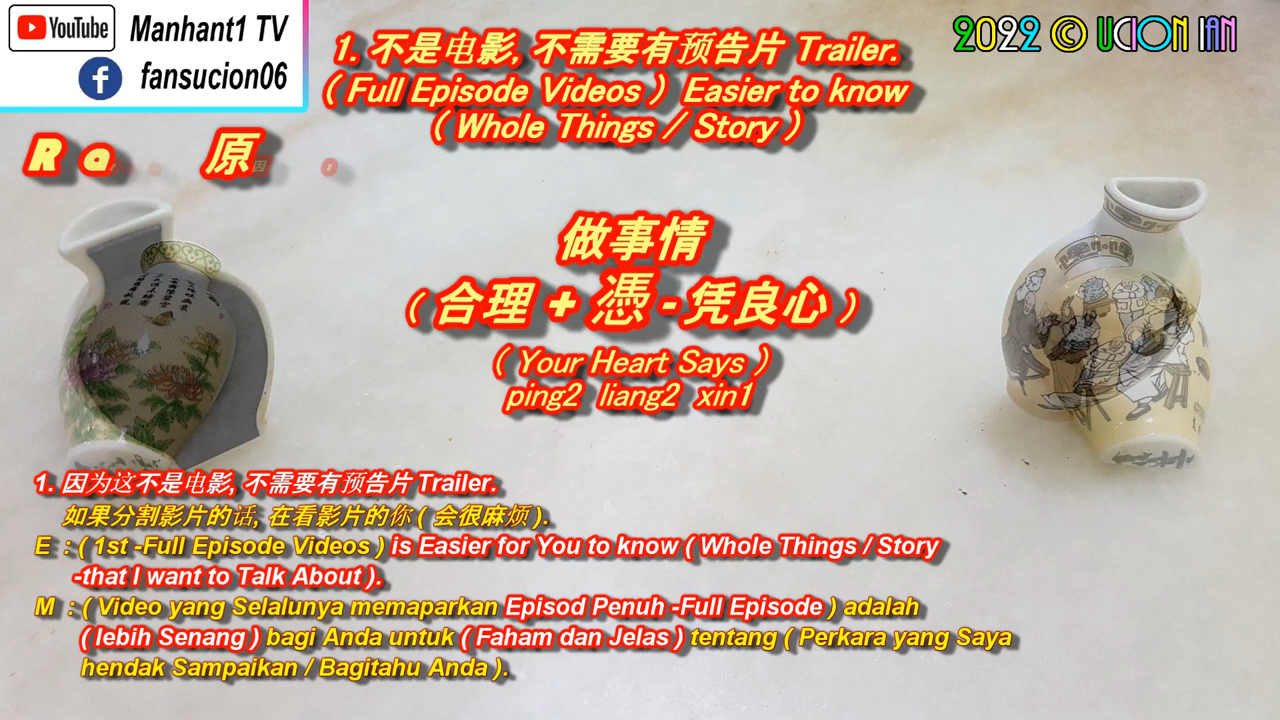 YouTube Manhant1 TV
fansucion06
2022 © UCION IAN
1. 不是电影, 不需要有预告片 Trailer.
( Full Episode Videos ) Easier to know
( Whole Things / Story )
R a 原因
做事情
( 合理 + 憑 - 凭良心 )
( Your Heart Says )
ping2 liang2 xin1
1. 因为这不是电影, 不需要有预告片 Trailer.
如果分割影片的话, 在看影片的你 ( 会很麻烦 ).
E : ( 1st -Full Episode Videos ) is Easier for You to know ( Whole Things / Story
-that I want to Talk About ).
M : ( Video yang Selalunya memaparkan Episod Penuh -Full Episode ) adalah
( lebih Senang ) bagi Anda untuk ( Faham dan Jelas ) tentang ( Perkara yang Saya
hendak Sampaikan / Bagitahu Anda ).